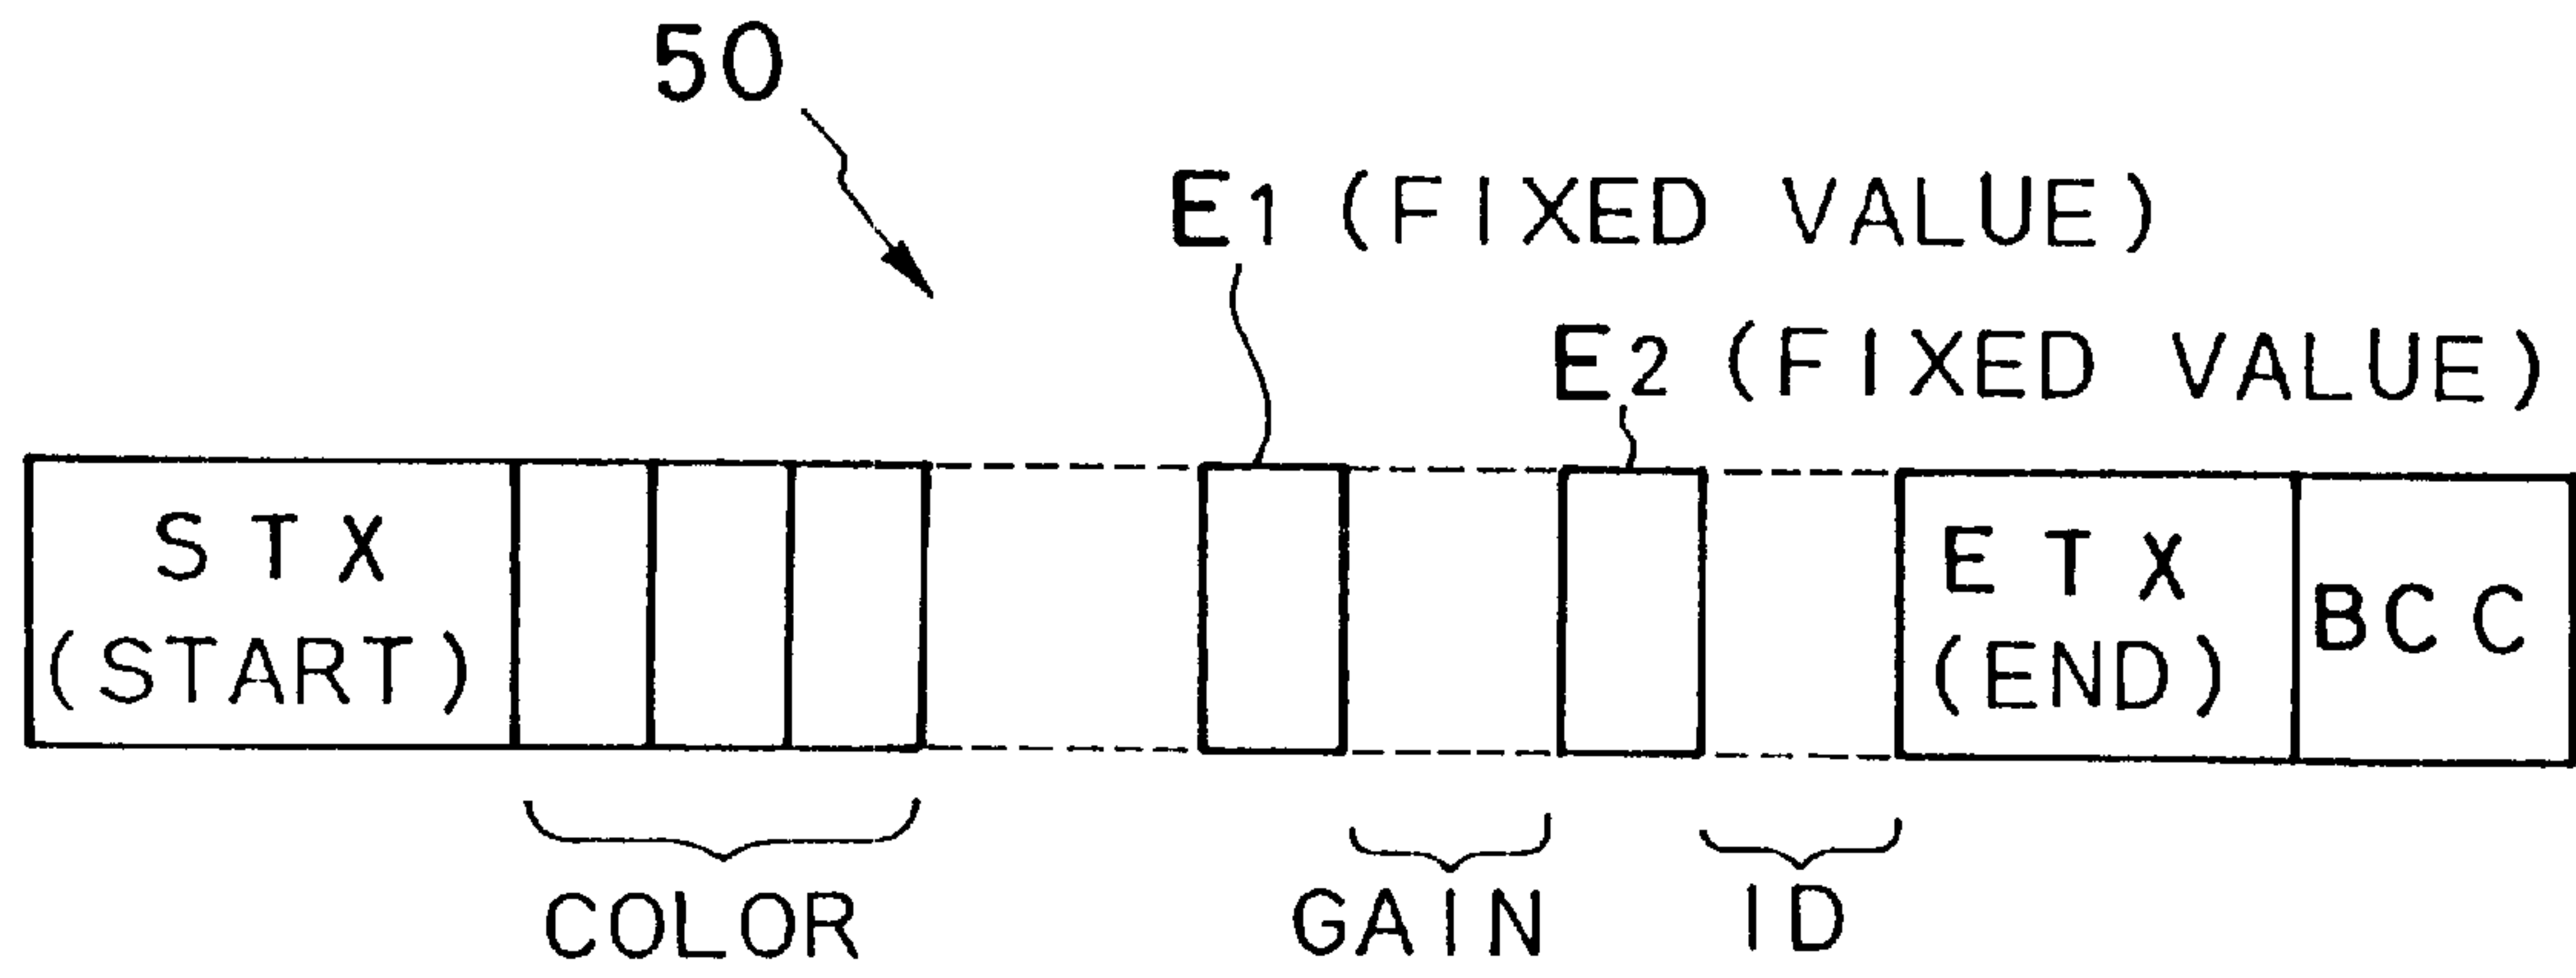 50
E1 (FIXED VALUE)
E2 (FIXED VALUE)
STX
(START)
ETX
(END)
BCC
COLOR
GAIN
ID